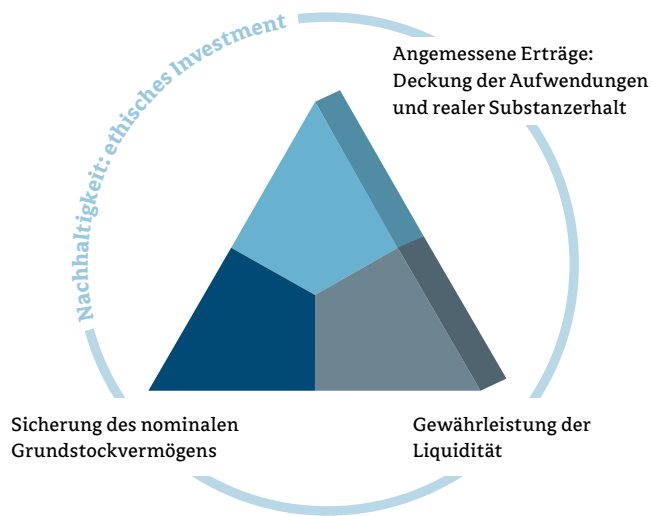 Nachhaltigkeit: ethisches Investment
Angemessene Erträge:
Deckung der Aufwendungen
und realer Substanzerhalt
Sicherung des nominalen
Grundstockvermögens
Gewährleistung der
Liquidität